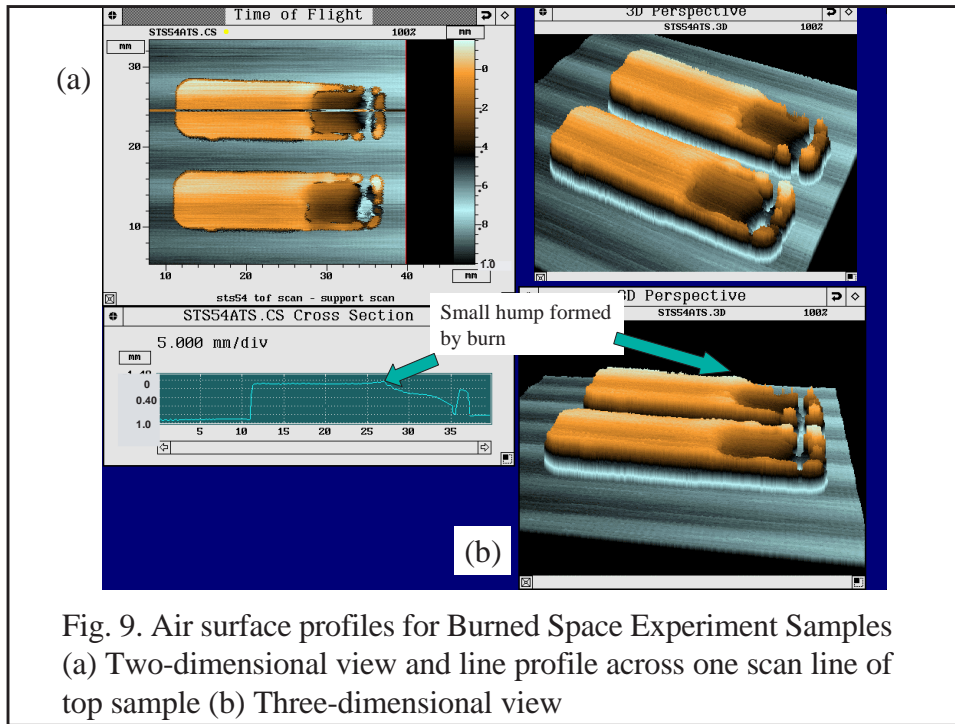 (a)
Time of Flight
STS54ATS.CS 100%
mm
mm
30
20
10
10 20 30 40
0
.2
.4
.6
.8
1.0
mm
sts54 tof scan - support scan
STS54ATS.CS Cross Section
5.000 mm/div
mm
0
0.40
1.0
5 10 15 20 25 30 35
Small hump formed
by burn
3D Perspective
STS54ATS.3D 100%
3D Perspective
STS54ATS.3D 100%
(b)
Fig. 9. Air surface profiles for Burned Space Experiment Samples
(a) Two-dimensional view and line profile across one scan line of
top sample (b) Three-dimensional view